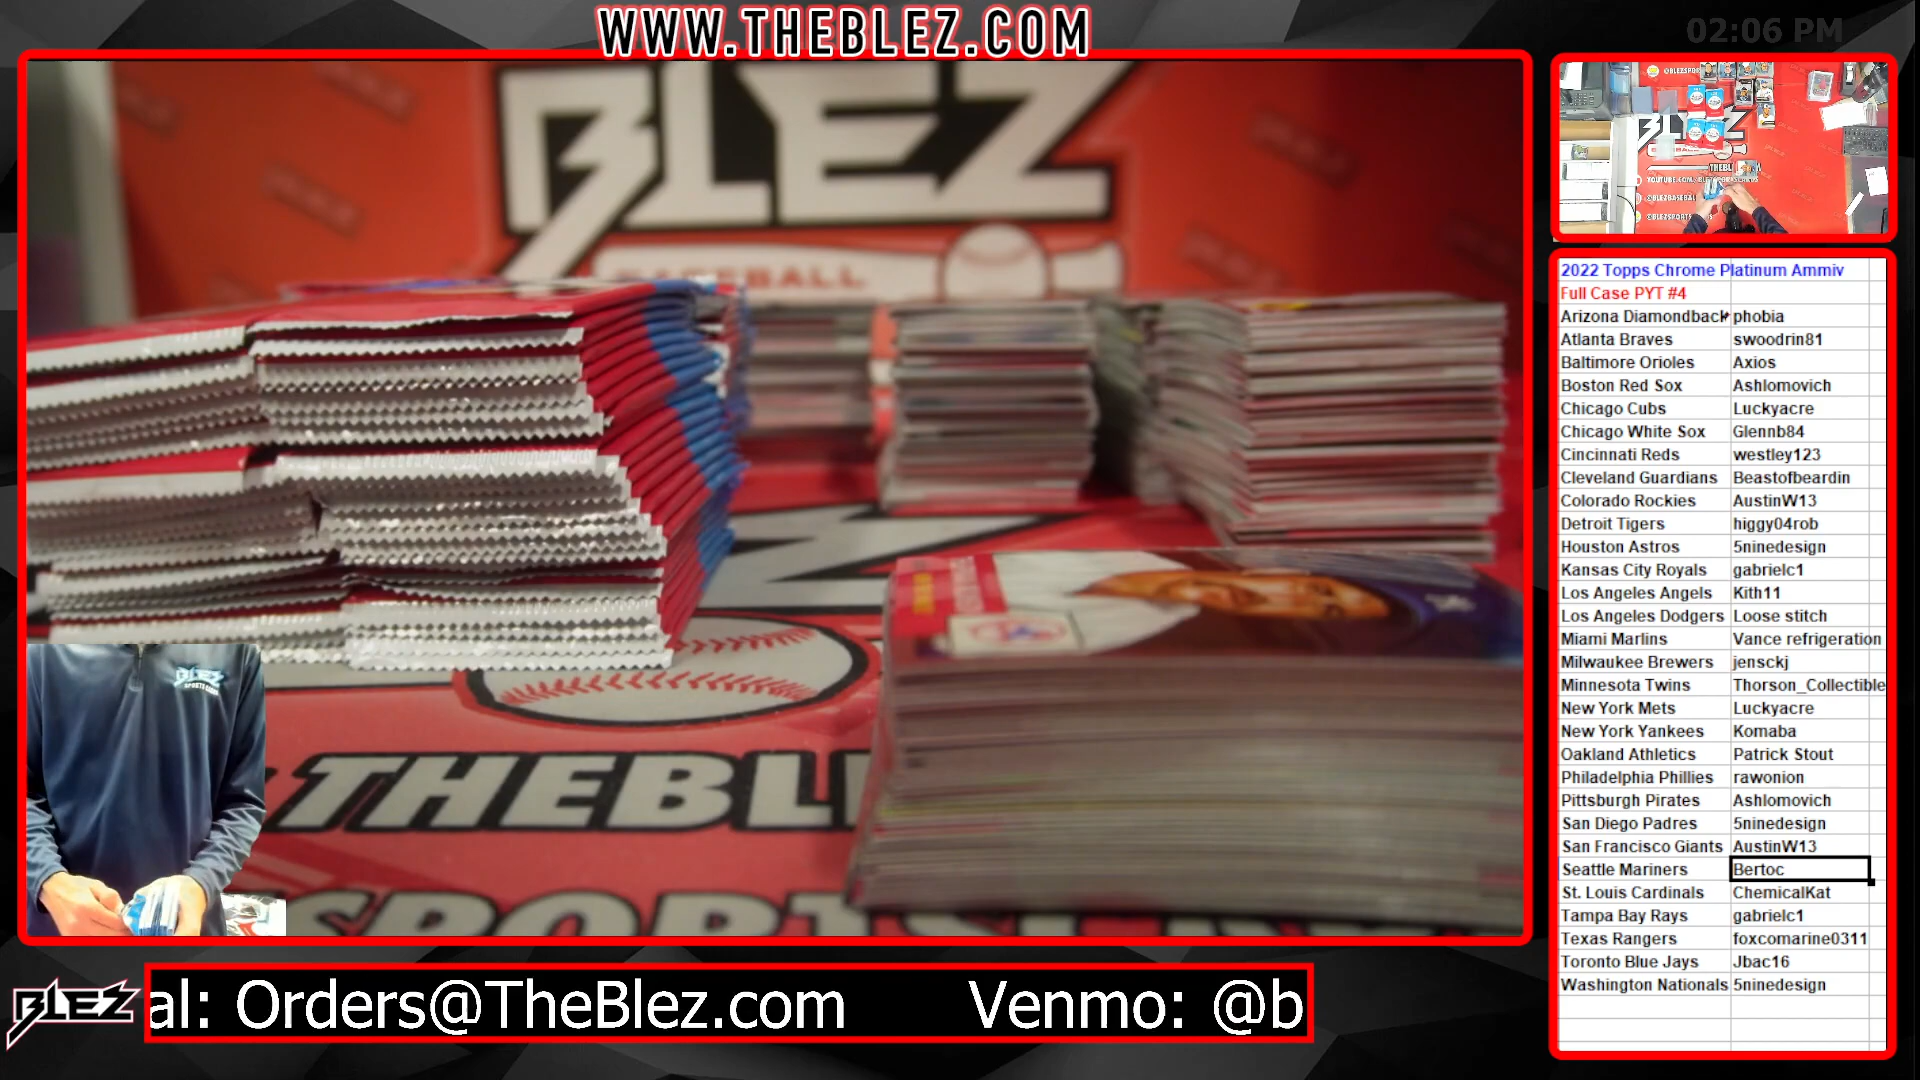 WWW.THEBLEZ.COM
02:06 PM
BLEZ
BASEBALL
THEBL
BLEZ
2022 Topps Chrome Platinum Ammiv
Full Case PYT #4
Arizona Diamondback phobia
Atlanta Braves swoodrin81
Baltimore Orioles Axios
Boston Red Sox Ashlomovich
Chicago Cubs Luckyacre
Chicago White Sox Glennb84
Cincinnati Reds westley123
Cleveland Guardians Beastofbeardin
Colorado Rockies AustinW13
Detroit Tigers higgy04rob
Houston Astros 5ninedesign
Kansas City Royals gabrielc1
Los Angeles Angels Kith11
Los Angeles Dodgers Loose stitch
Miami Marlins Vance refrigeration
Milwaukee Brewers jensckj
Minnesota Twins Thorson_Collectible
New York Mets Luckyacre
New York Yankees Komaba
Oakland Athletics Patrick Stout
Philadelphia Phillies rawonion
Pittsburgh Pirates Ashlomovich
San Diego Padres 5ninedesign
San Francisco Giants AustinW13
Seattle Mariners Bertoc
St. Louis Cardinals ChemicalKat
Tampa Bay Rays gabrielc1
Texas Rangers foxcomarine0311
Toronto Blue Jays Jbac16
Washington Nationals 5ninedesign
BLEZ
al: Orders@TheBlez.com Venmo: @b